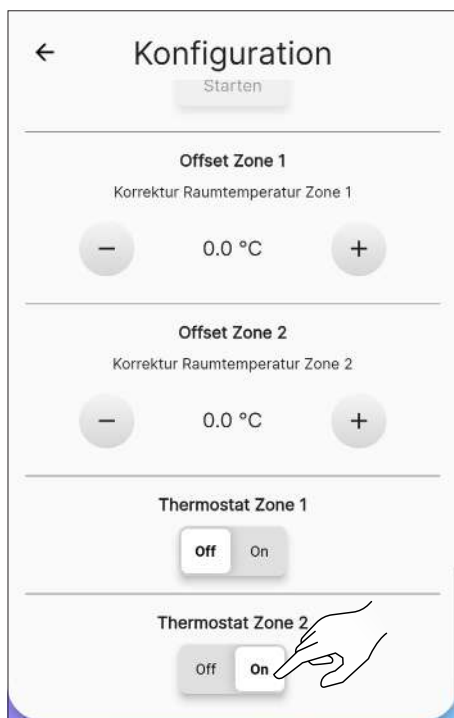 Konfiguration
Starten
Offset Zone 1
Korrektur Raumtemperatur Zone 1
− 0.0 °C +
Offset Zone 2
Korrektur Raumtemperatur Zone 2
− 0.0 °C +
Thermostat Zone 1
Off On
Thermostat Zone 2
Off On